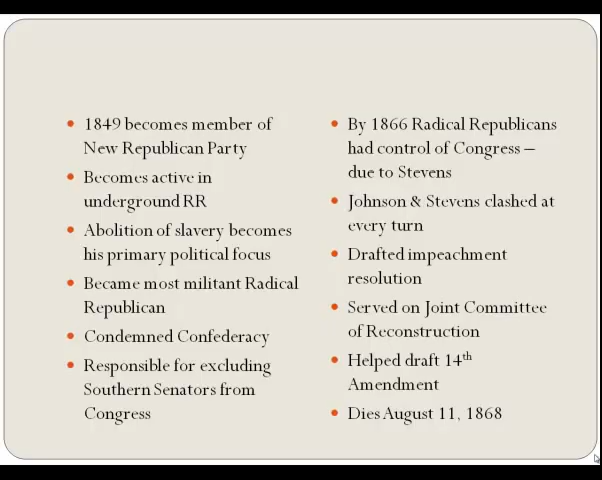 • 1849 becomes member of
New Republican Party
• Becomes active in
underground RR
• Abolition of slavery becomes
his primary political focus
• Became most militant Radical
Republican
• Condemned Confederacy
• Responsible for excluding
Southern Senators from
Congress
• By 1866 Radical Republicans
had control of Congress –
due to Stevens
• Johnson & Stevens clashed at
every turn
• Drafted impeachment
resolution
• Served on Joint Committee
of Reconstruction
• Helped draft 14th
Amendment
• Dies August 11, 1868